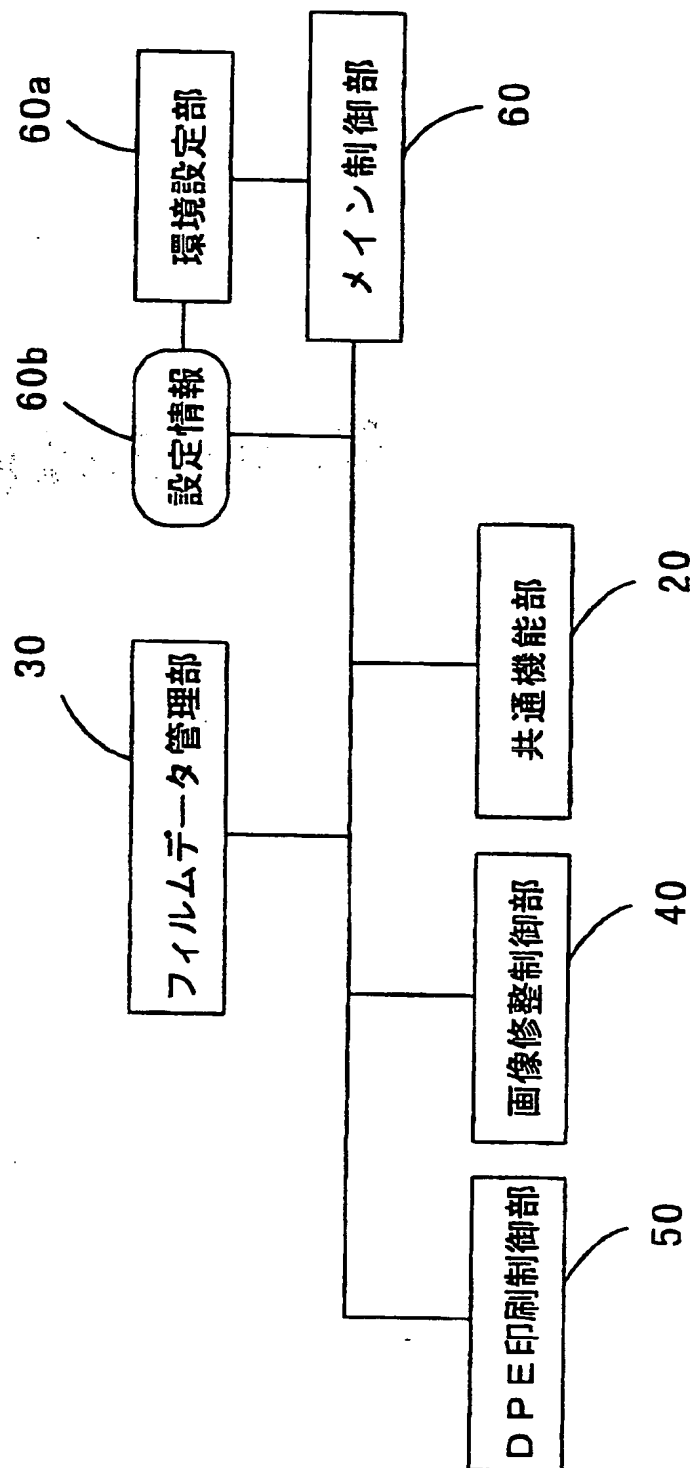 60a
環境設定部
60b
設定情報
メイン制御部
60
30
フィルムデータ管理部
共通機能部
20
画像修整制御部
40
DPE印刷制御部
50